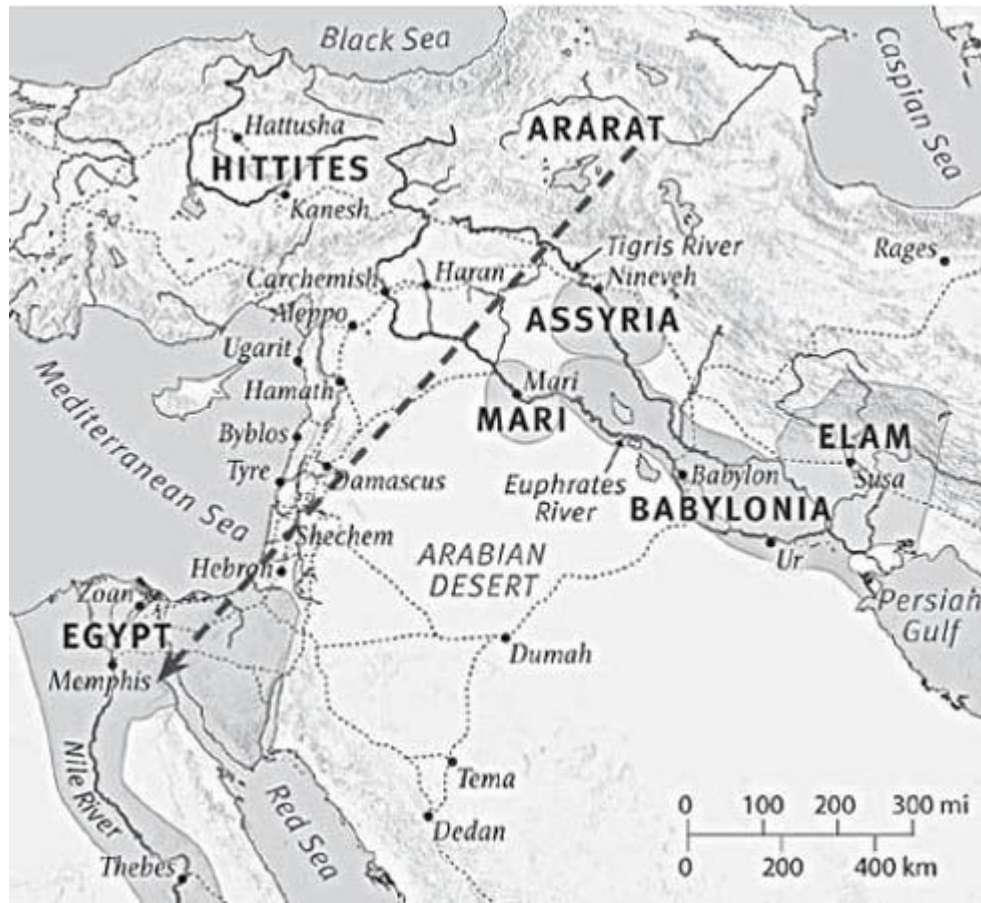 Black Sea
Caspian Sea
Hattusha
HITTITES
Kanesh
ARARAT
Tigris River
Rages
Carchemish
Haran
Nineveh
Aleppo
ASSYRIA
Ugarit
Hamath
Mari
MARI
Mediterranean Sea
Byblos
ELAM
Tyre
Damascus
Babylon
Susa
Euphrates
River
BABYLONIA
Shechem
Ur
Hebron
ARABIAN
DESERT
Zoan
Persian
Gulf
EGYPT
Dumah
Memphis
Nile River
Red Sea
Tema
Dedan
Thebes
0 100 200 300 mi
0 200 400 km